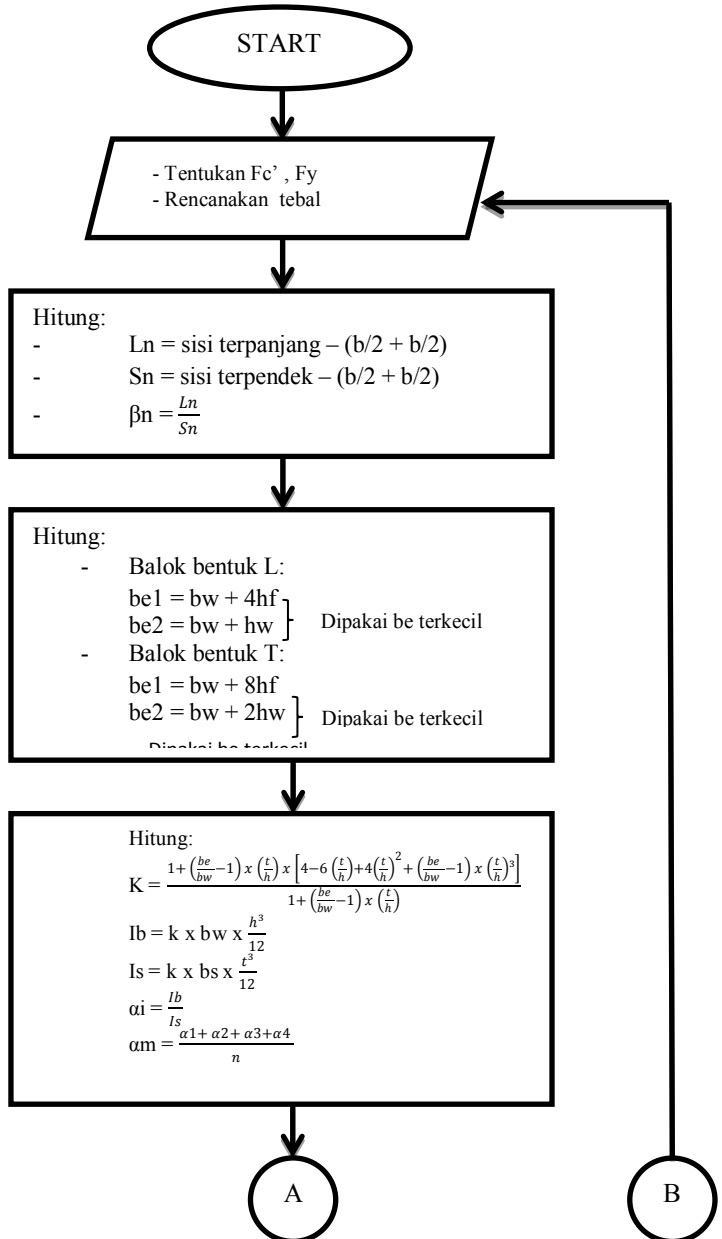 START
- Tentukan Fc’ , Fy
- Rencanakan tebal
Hitung:
- Ln = sisi terpanjang – (b/2 + b/2)
- Sn = sisi terpendek – (b/2 + b/2)
- βn = Ln/Sn
Hitung:
- Balok bentuk L:
be1 = bw + 4hf
be2 = bw + hw
Dipakai be terkecil
- Balok bentuk T:
be1 = bw + 8hf
be2 = bw + 2hw
Dipakai be terkecil
Dipakai be terkecil
Hitung:
K = (1 + (be/bw − 1) x (t/h) x [4−6(t/h)+4(t/h)² + (be/bw − 1) x (t/h)³]) / (1 + (be/bw − 1) x (t/h))
Ib = k x bw x h³/12
Is = k x bs x t³/12
αi = Ib/Is
αm = (α1+ α2+ α3+α4)/n
A
B